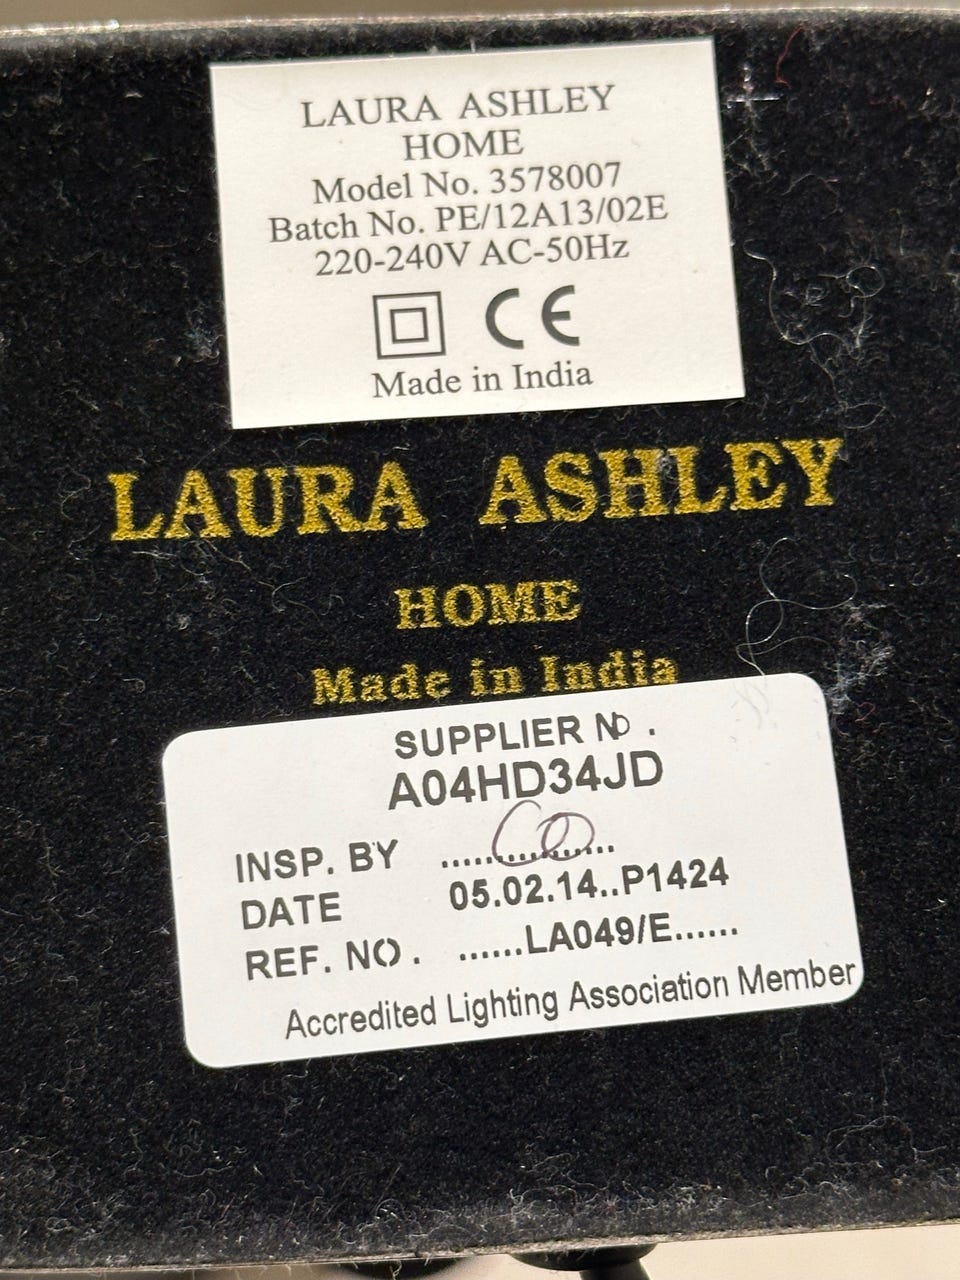 LAURA ASHLEY
HOME
Model No. 3578007
Batch No. PE/12A13/02E
220-240V AC-50Hz
CE
Made in India
LAURA ASHLEY
HOME
Made in India
SUPPLIER NO.
A04HD34JD
INSP. BY ..................
DATE 05.02.14..P1424
REF. NO. ......LA049/E......
Accredited Lighting Association Member